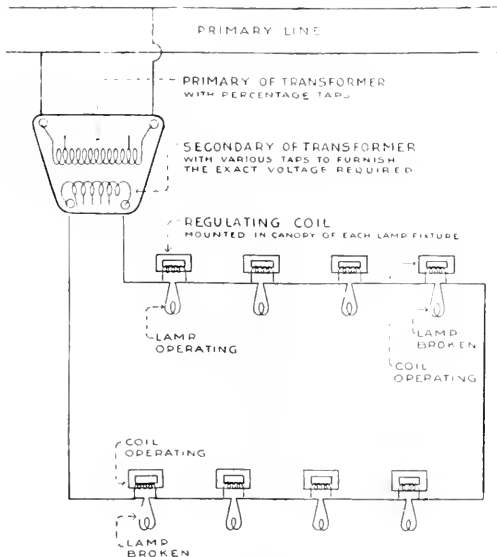 PRIMARY LINE
PRIMARY OF TRANSFORMER
WITH PERCENTAGE TAPS
SECONDARY OF TRANSFORMER
WITH VARIOUS TAPS TO FURNISH
THE EXACT VOLTAGE REQUIRED
REGULATING COIL
MOUNTED IN CANOPY OF EACH LAMP FIXTURE
LAMP
OPERATING
LAMP
BROKEN
COIL
OPERATING
COIL
OPERATING
LAMP
BROKEN